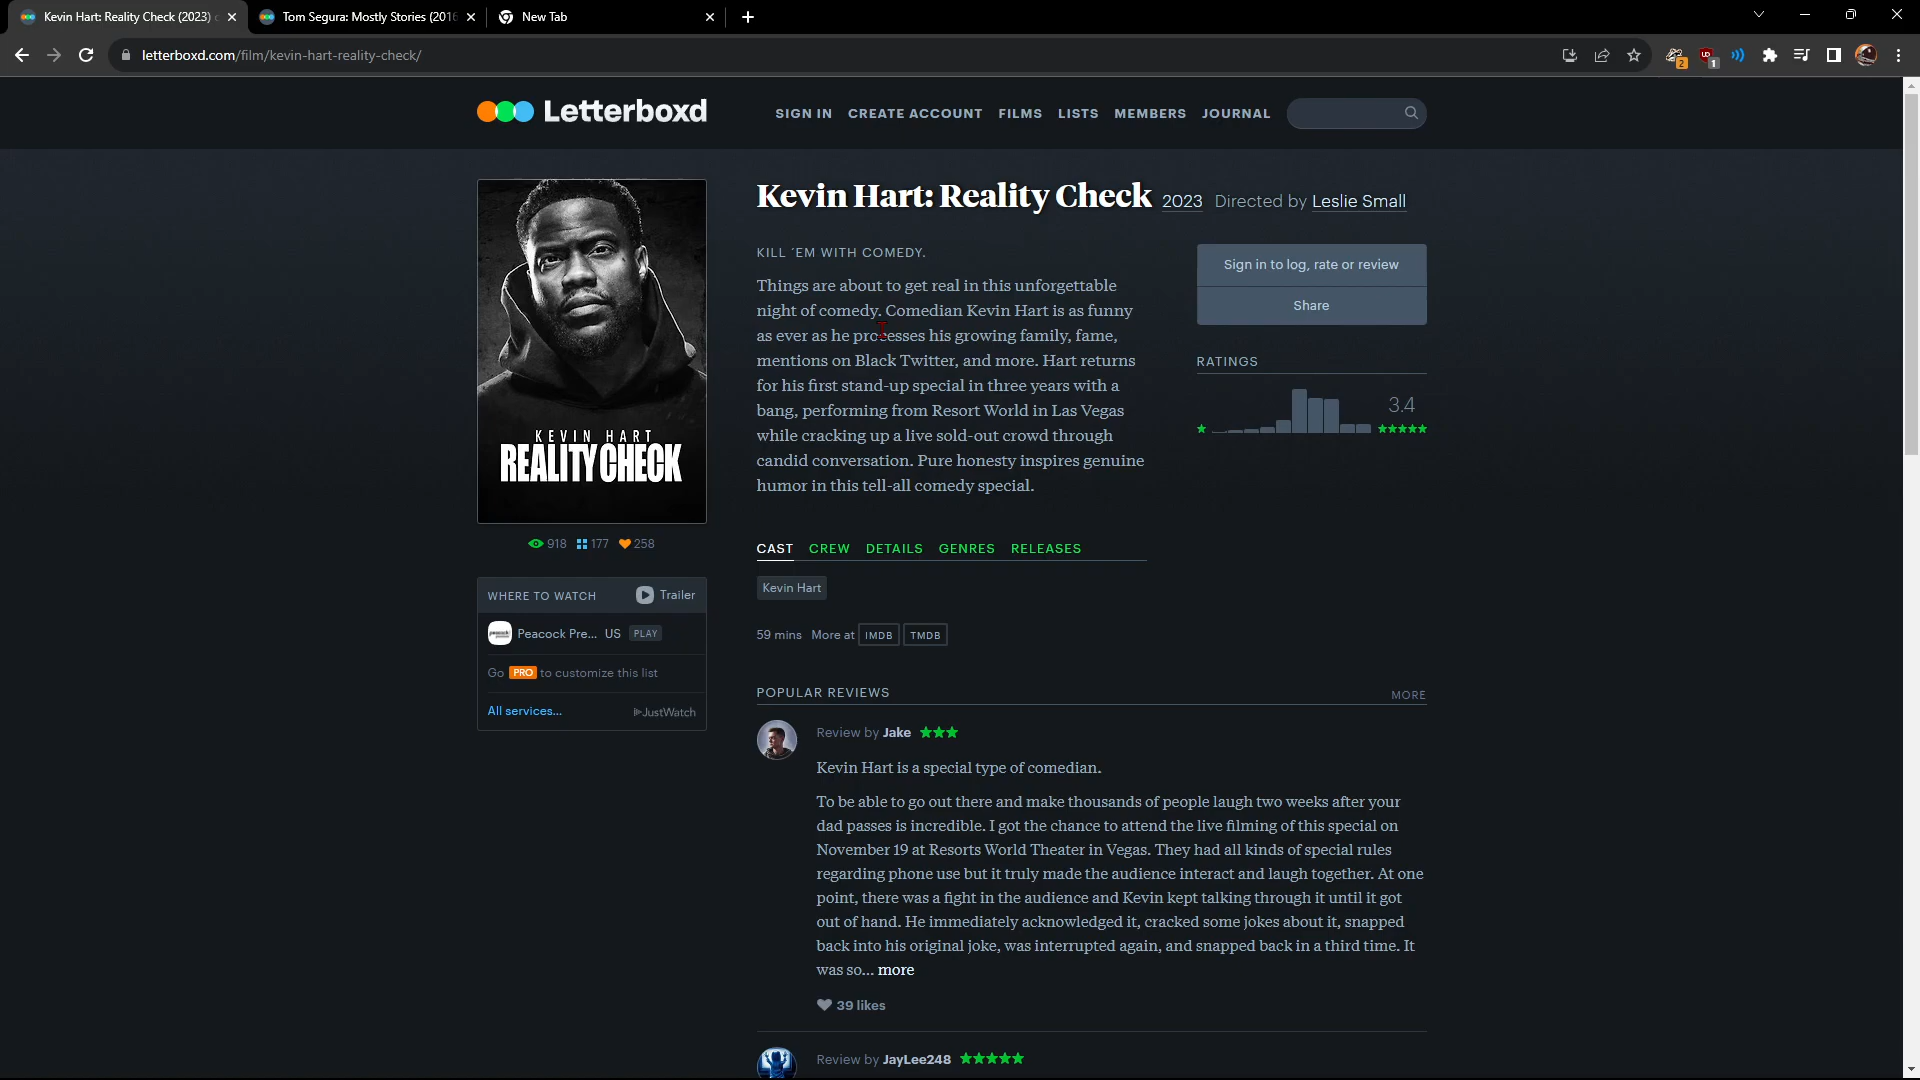 Kevin Hart: Reality Check (2023)
Tom Segura: Mostly Stories (2016
New Tab
letterboxd.com/film/kevin-hart-reality-check/
2
1
Letterboxd
SIGN IN CREATE ACCOUNT FILMS LISTS MEMBERS JOURNAL
Kevin Hart: Reality Check 2023 Directed by Leslie Small
KILL 'EM WITH COMEDY.
Things are about to get real in this unforgettable
night of comedy. Comedian Kevin Hart is as funny
as ever as he processes his growing family, fame,
mentions on Black Twitter, and more. Hart returns
for his first stand-up special in three years with a
bang, performing from Resort World in Las Vegas
while cracking up a live sold-out crowd through
candid conversation. Pure honesty inspires genuine
humor in this tell-all comedy special.
Sign in to log, rate or review
Share
RATINGS
3.4
KEVIN HART
REALITY CHECK
918 177 258
WHERE TO WATCH Trailer
Peacock Pre... US PLAY
Go PRO to customize this list
All services... JustWatch
CAST CREW DETAILS GENRES RELEASES
Kevin Hart
59 mins More at IMDB TMDB
POPULAR REVIEWS MORE
Review by Jake ★★★
Kevin Hart is a special type of comedian.
To be able to go out there and make thousands of people laugh two weeks after your
dad passes is incredible. I got the chance to attend the live filming of this special on
November 19 at Resorts World Theater in Vegas. They had all kinds of special rules
regarding phone use but it truly made the audience interact and laugh together. At one
point, there was a fight in the audience and Kevin kept talking through it until it got
out of hand. He immediately acknowledged it, cracked some jokes about it, snapped
back into his original joke, was interrupted again, and snapped back in a third time. It
was so... more
39 likes
Review by JayLee248 ★★★★★